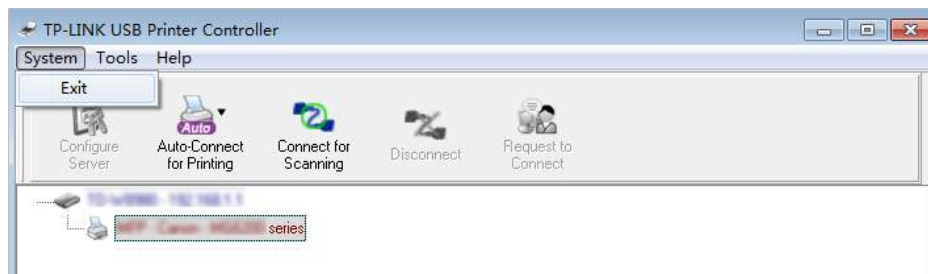 TP-LINK USB Printer Controller
System Tools Help
Exit
Auto
Configure Server
Auto-Connect for Printing
Connect for Scanning
Disconnect
Request to Connect
series